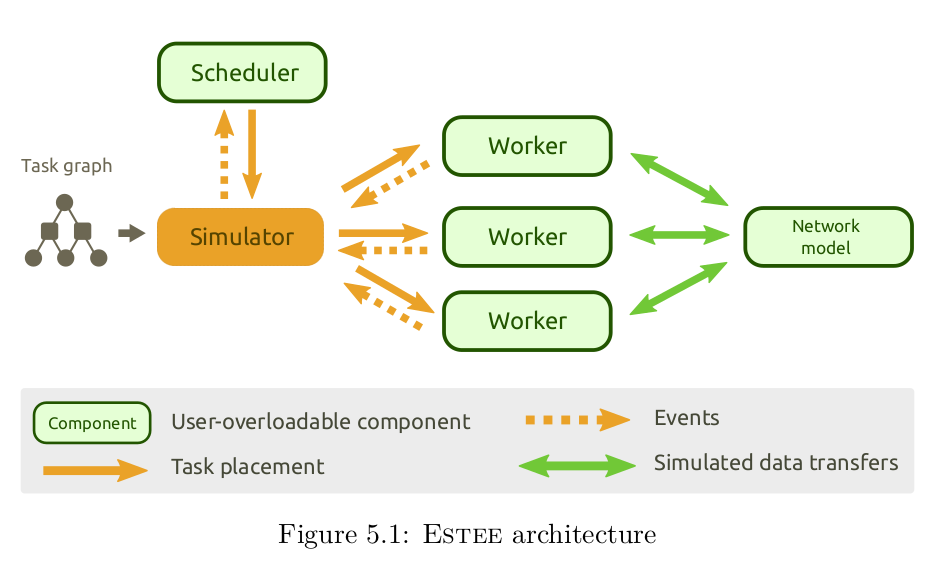 Scheduler
Task graph
Simulator
Worker
Worker
Worker
Network
model
Component
User-overloadable component
Events
Task placement
Simulated data transfers
Figure 5.1: ESTEE architecture